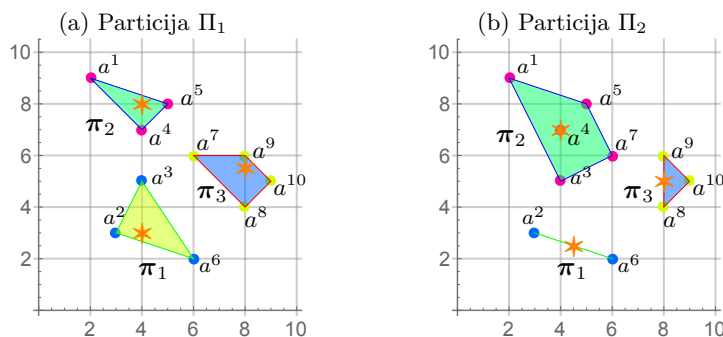 (a) Particija Π₁
10
8
6
4
2
2 4 6 8 10
a¹
a⁵
a⁴
π₂
a⁷
a⁹
a³
π₃
a¹⁰
a²
a⁸
a⁶
π₁
(b) Particija Π₂
10
8
6
4
2
2 4 6 8 10
a¹
a⁵
π₂
a⁴
a⁷
a⁹
a³
π₃
a¹⁰
a²
a⁸
a⁶
π₁